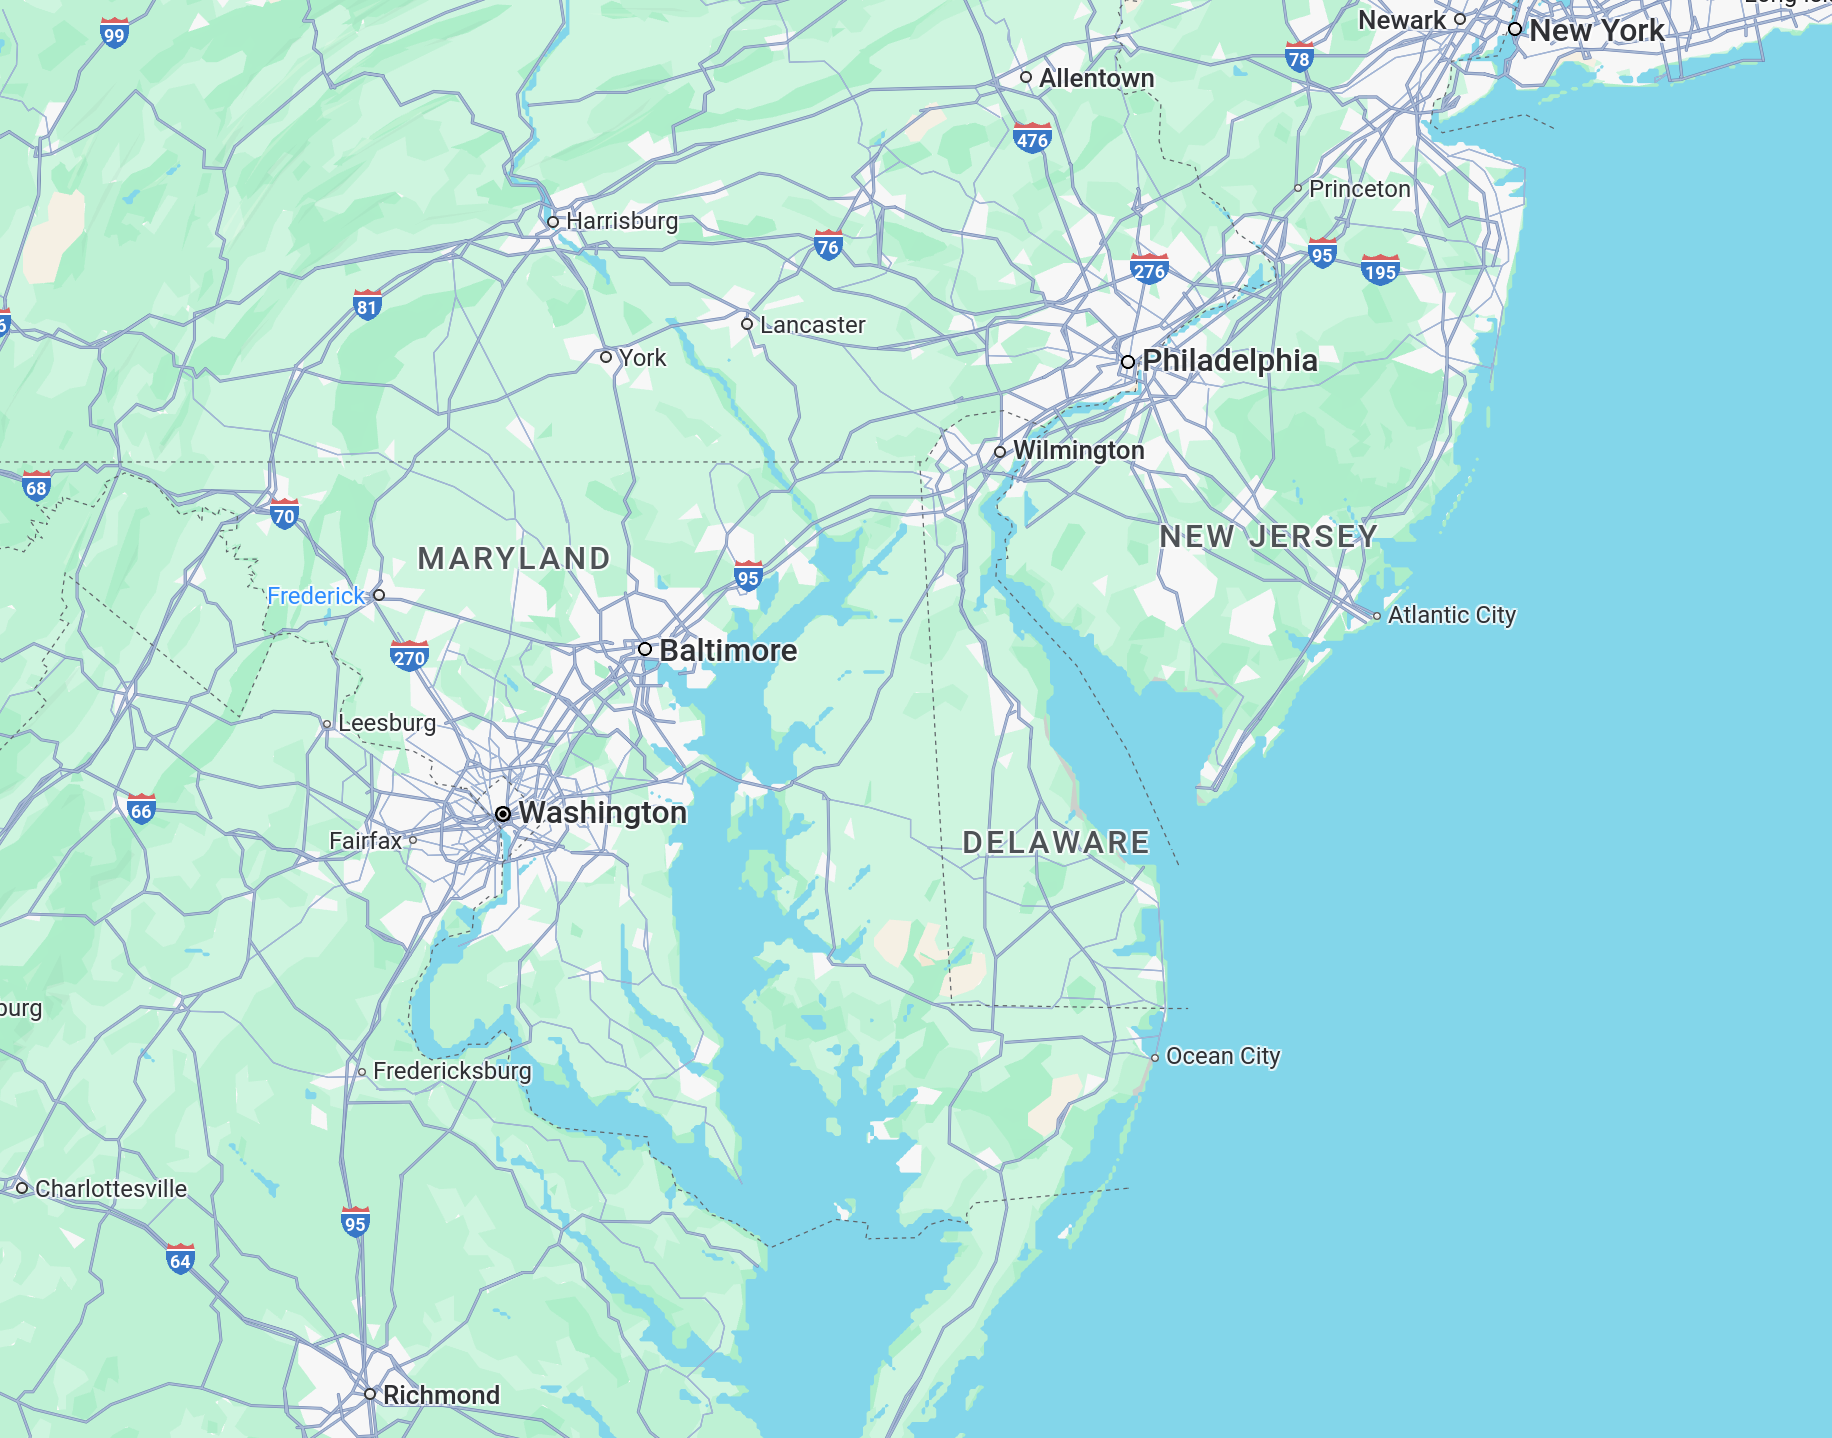 99
Newark
New York
78
Allentown
476
Princeton
Harrisburg
76
276
95
195
81
Lancaster
York
Philadelphia
Wilmington
68
70
NEW JERSEY
MARYLAND
95
Frederick
Atlantic City
270
Baltimore
Leesburg
66
Washington
Fairfax
DELAWARE
burg
Ocean City
Fredericksburg
Charlottesville
95
64
Richmond